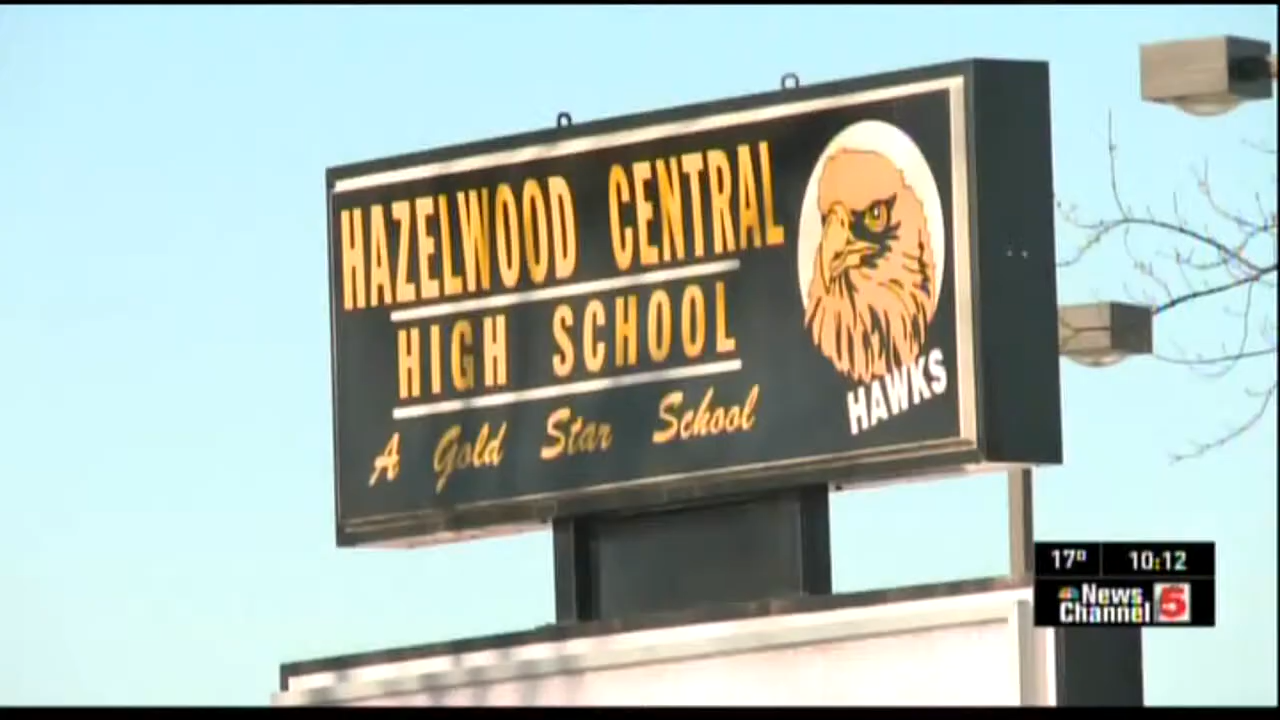 HAZELWOOD CENTRAL
HIGH SCHOOL
A Gold Star School
HAWKS
17° 10:12
News
Channel 5